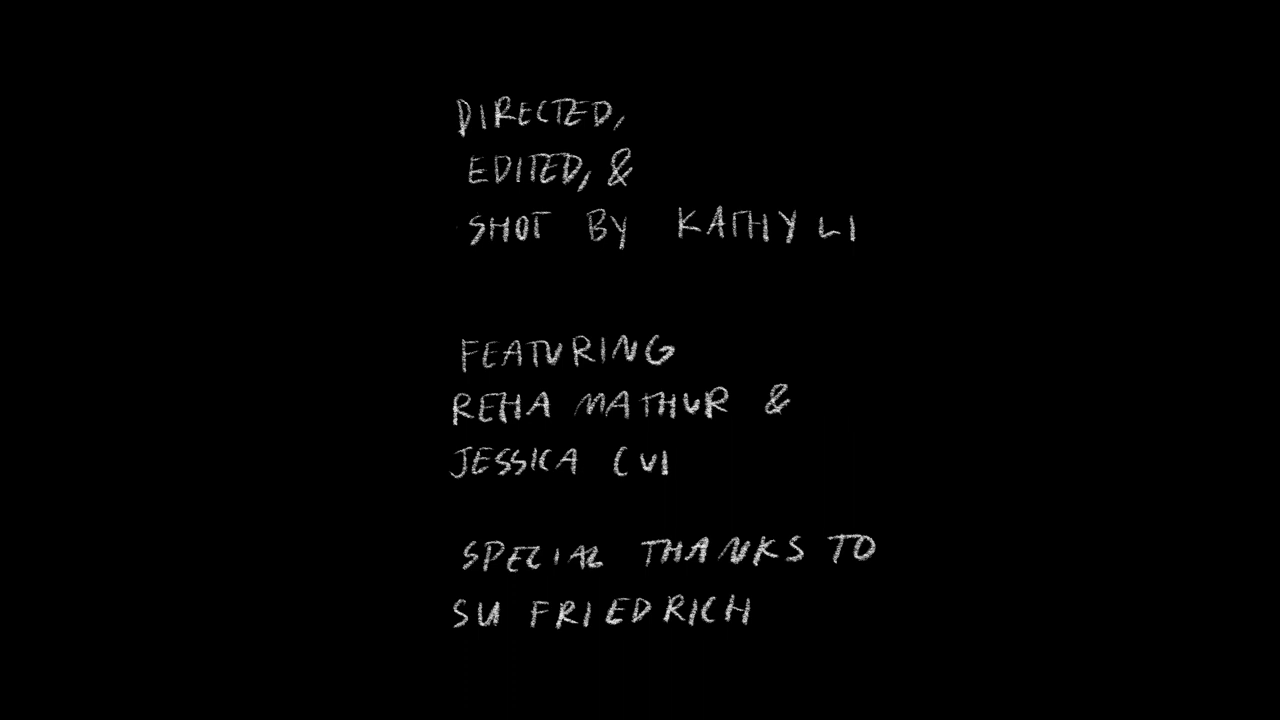 DIRECTED,
EDITED, &
SHOT BY KATHY LI
FEATURING
REHA MATHUR &
JESSICA CUI
SPECIAL THANKS TO
SU FRIEDRICH